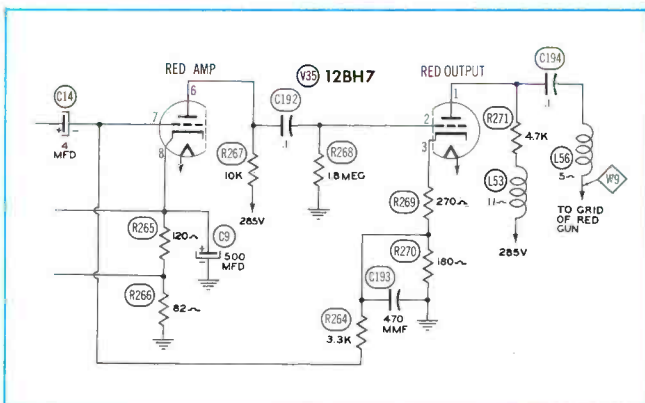 RED AMP
V35 12BH7
RED OUTPUT
C14
4
MFD
7
6
8
C192
.1
R267
10K
285V
R268
1.8 MEG
1
2
3
C194
.1
R271
4.7K
L53
11~
285V
L56
5~
W9
TO GRID
OF RED
GUN
R265
120~
C9
500
MFD
R266
82~
R269
270~
R270
180~
C193
470
MMF
R264
3.3K